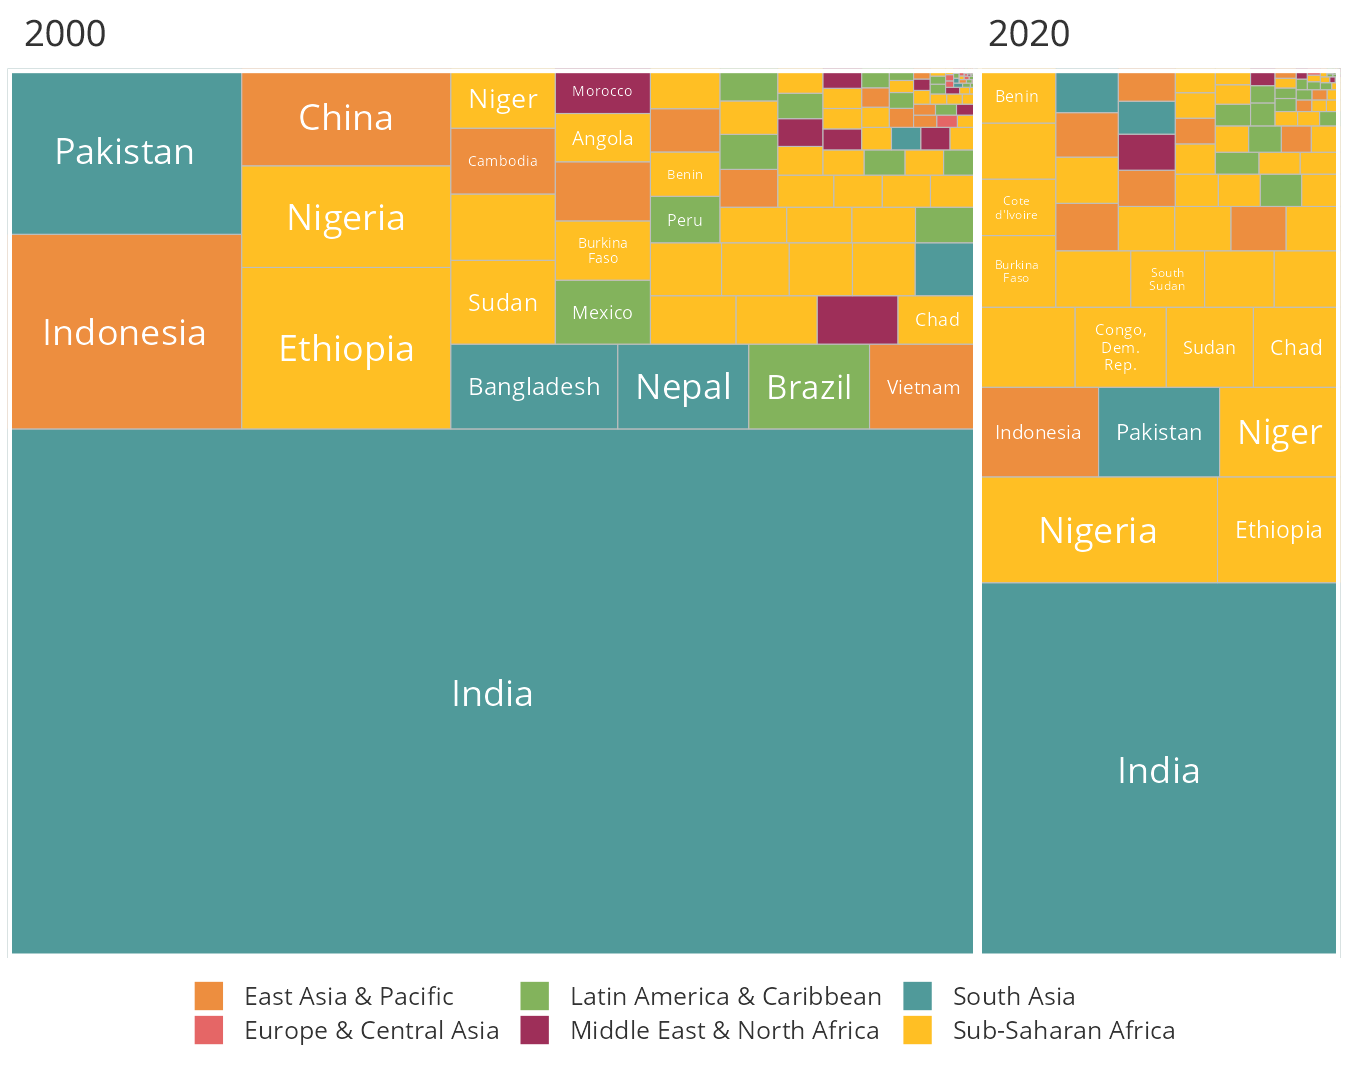 2000
2020
Pakistan
China
Niger
Morocco
Angola
Cambodia
Benin
Nigeria
Peru
Burkina
Faso
Indonesia
Ethiopia
Sudan
Mexico
Chad
Bangladesh
Nepal
Brazil
Vietnam
India
Benin
Cote
d'Ivoire
Burkina
Faso
South
Sudan
Congo,
Dem.
Rep.
Sudan
Chad
Indonesia
Pakistan
Niger
Nigeria
Ethiopia
India
East Asia & Pacific
Latin America & Caribbean
South Asia
Europe & Central Asia
Middle East & North Africa
Sub-Saharan Africa